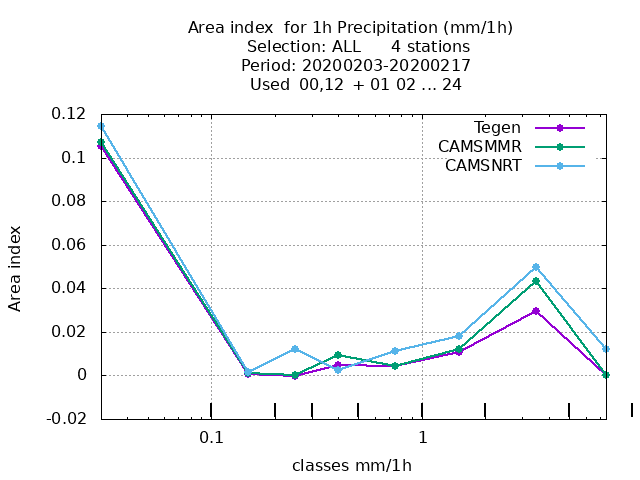 Area index  for 1h Precipitation (mm/1h)
Selection: ALL      4 stations
Period: 20200203-20200217
Used  00,12  + 01 02 ... 24
Tegen
CAMSMMR
CAMSNRT
0.12
0.1
0.08
0.06
0.04
0.02
0
-0.02
Area index
0.1
1
classes mm/1h